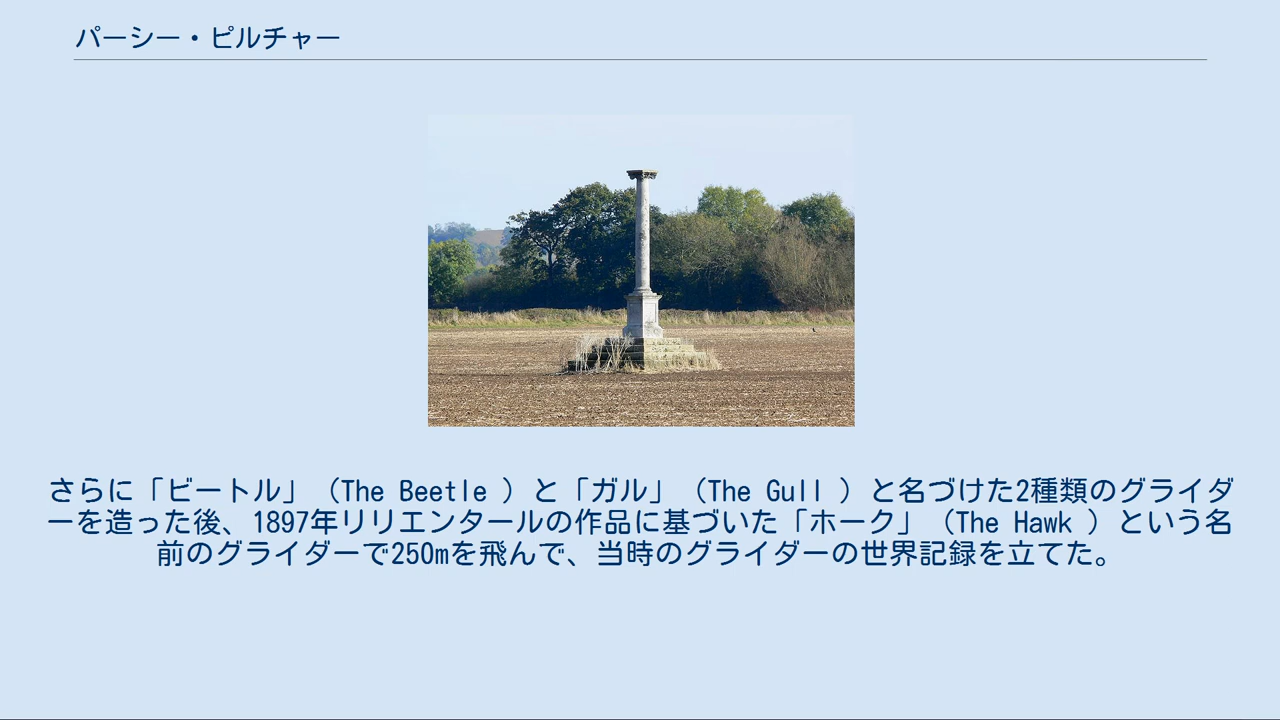 パーシー・ピルチャー
さらに「ビートル」（The Beetle ）と「ガル」（The Gull ）と名づけた2種類のグライダ
ーを造った後、1897年リリエンタールの作品に基づいた「ホーク」（The Hawk ）という名
前のグライダーで250mを飛んで、当時のグライダーの世界記録を立てた。